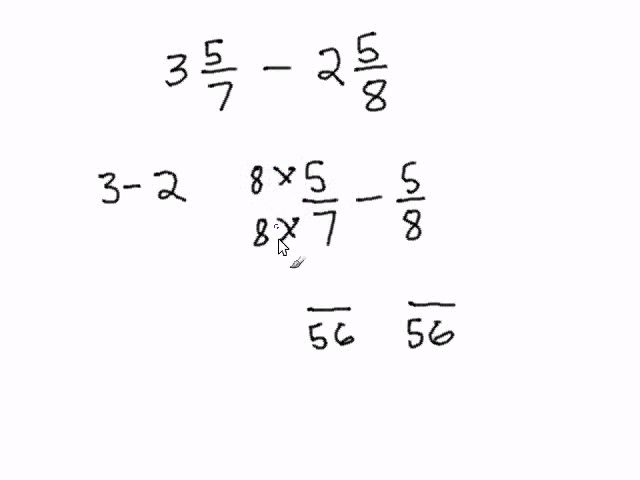 3 5/7 - 2 5/8
3 - 2 8 × 5/8 × 7 - 5/8
/56 /56